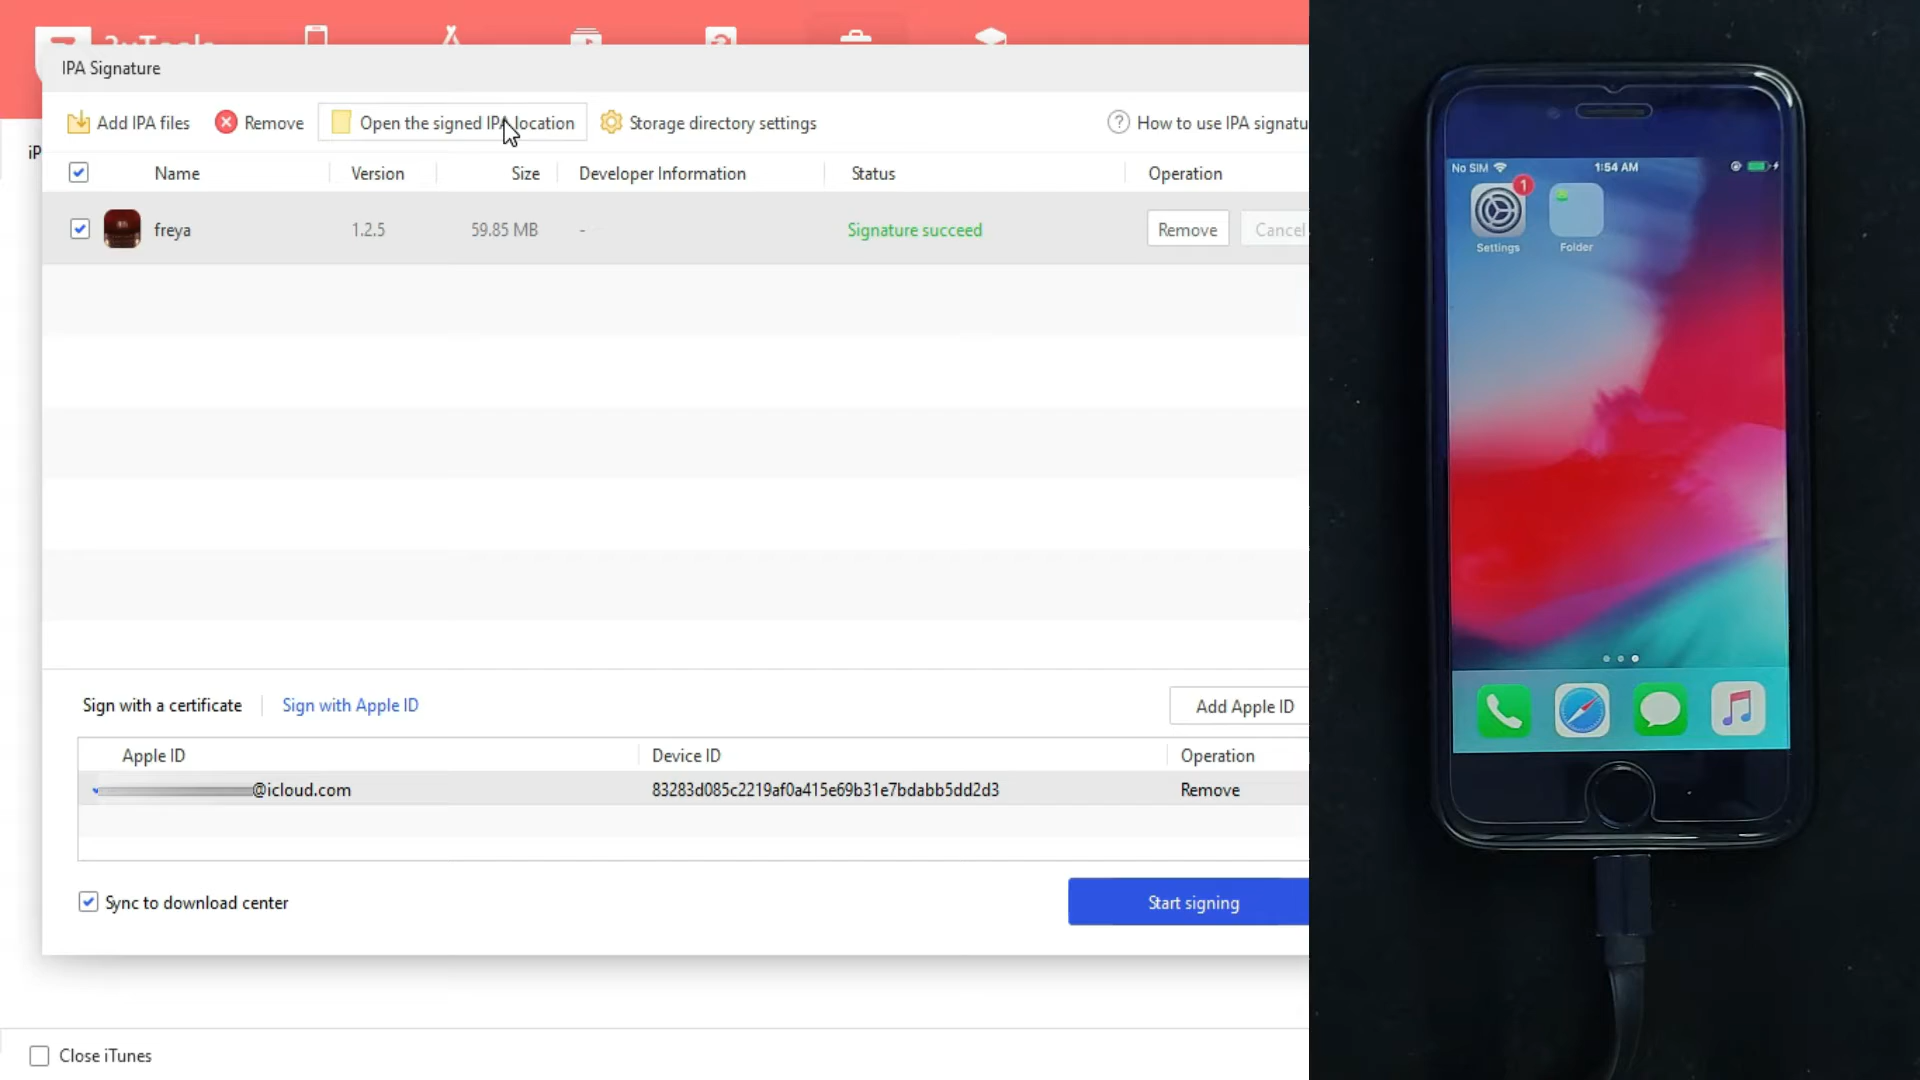 3uTools
IPA Signature
Add IPA files
Remove
Open the signed IPA location
Storage directory settings
How to use IPA signatu
iP
Name
Version
Size
Developer Information
Status
Operation
freya
1.2.5
59.85 MB
-
Signature succeed
Remove
Cancel
Sign with a certificate
Sign with Apple ID
Add Apple ID
Apple ID
Device ID
Operation
@icloud.com
83283d085c2219af0a415e69b31e7bdabb5dd2d3
Remove
Sync to download center
Start signing
Close iTunes
No SIM
1:54 AM
1
Settings
Folder